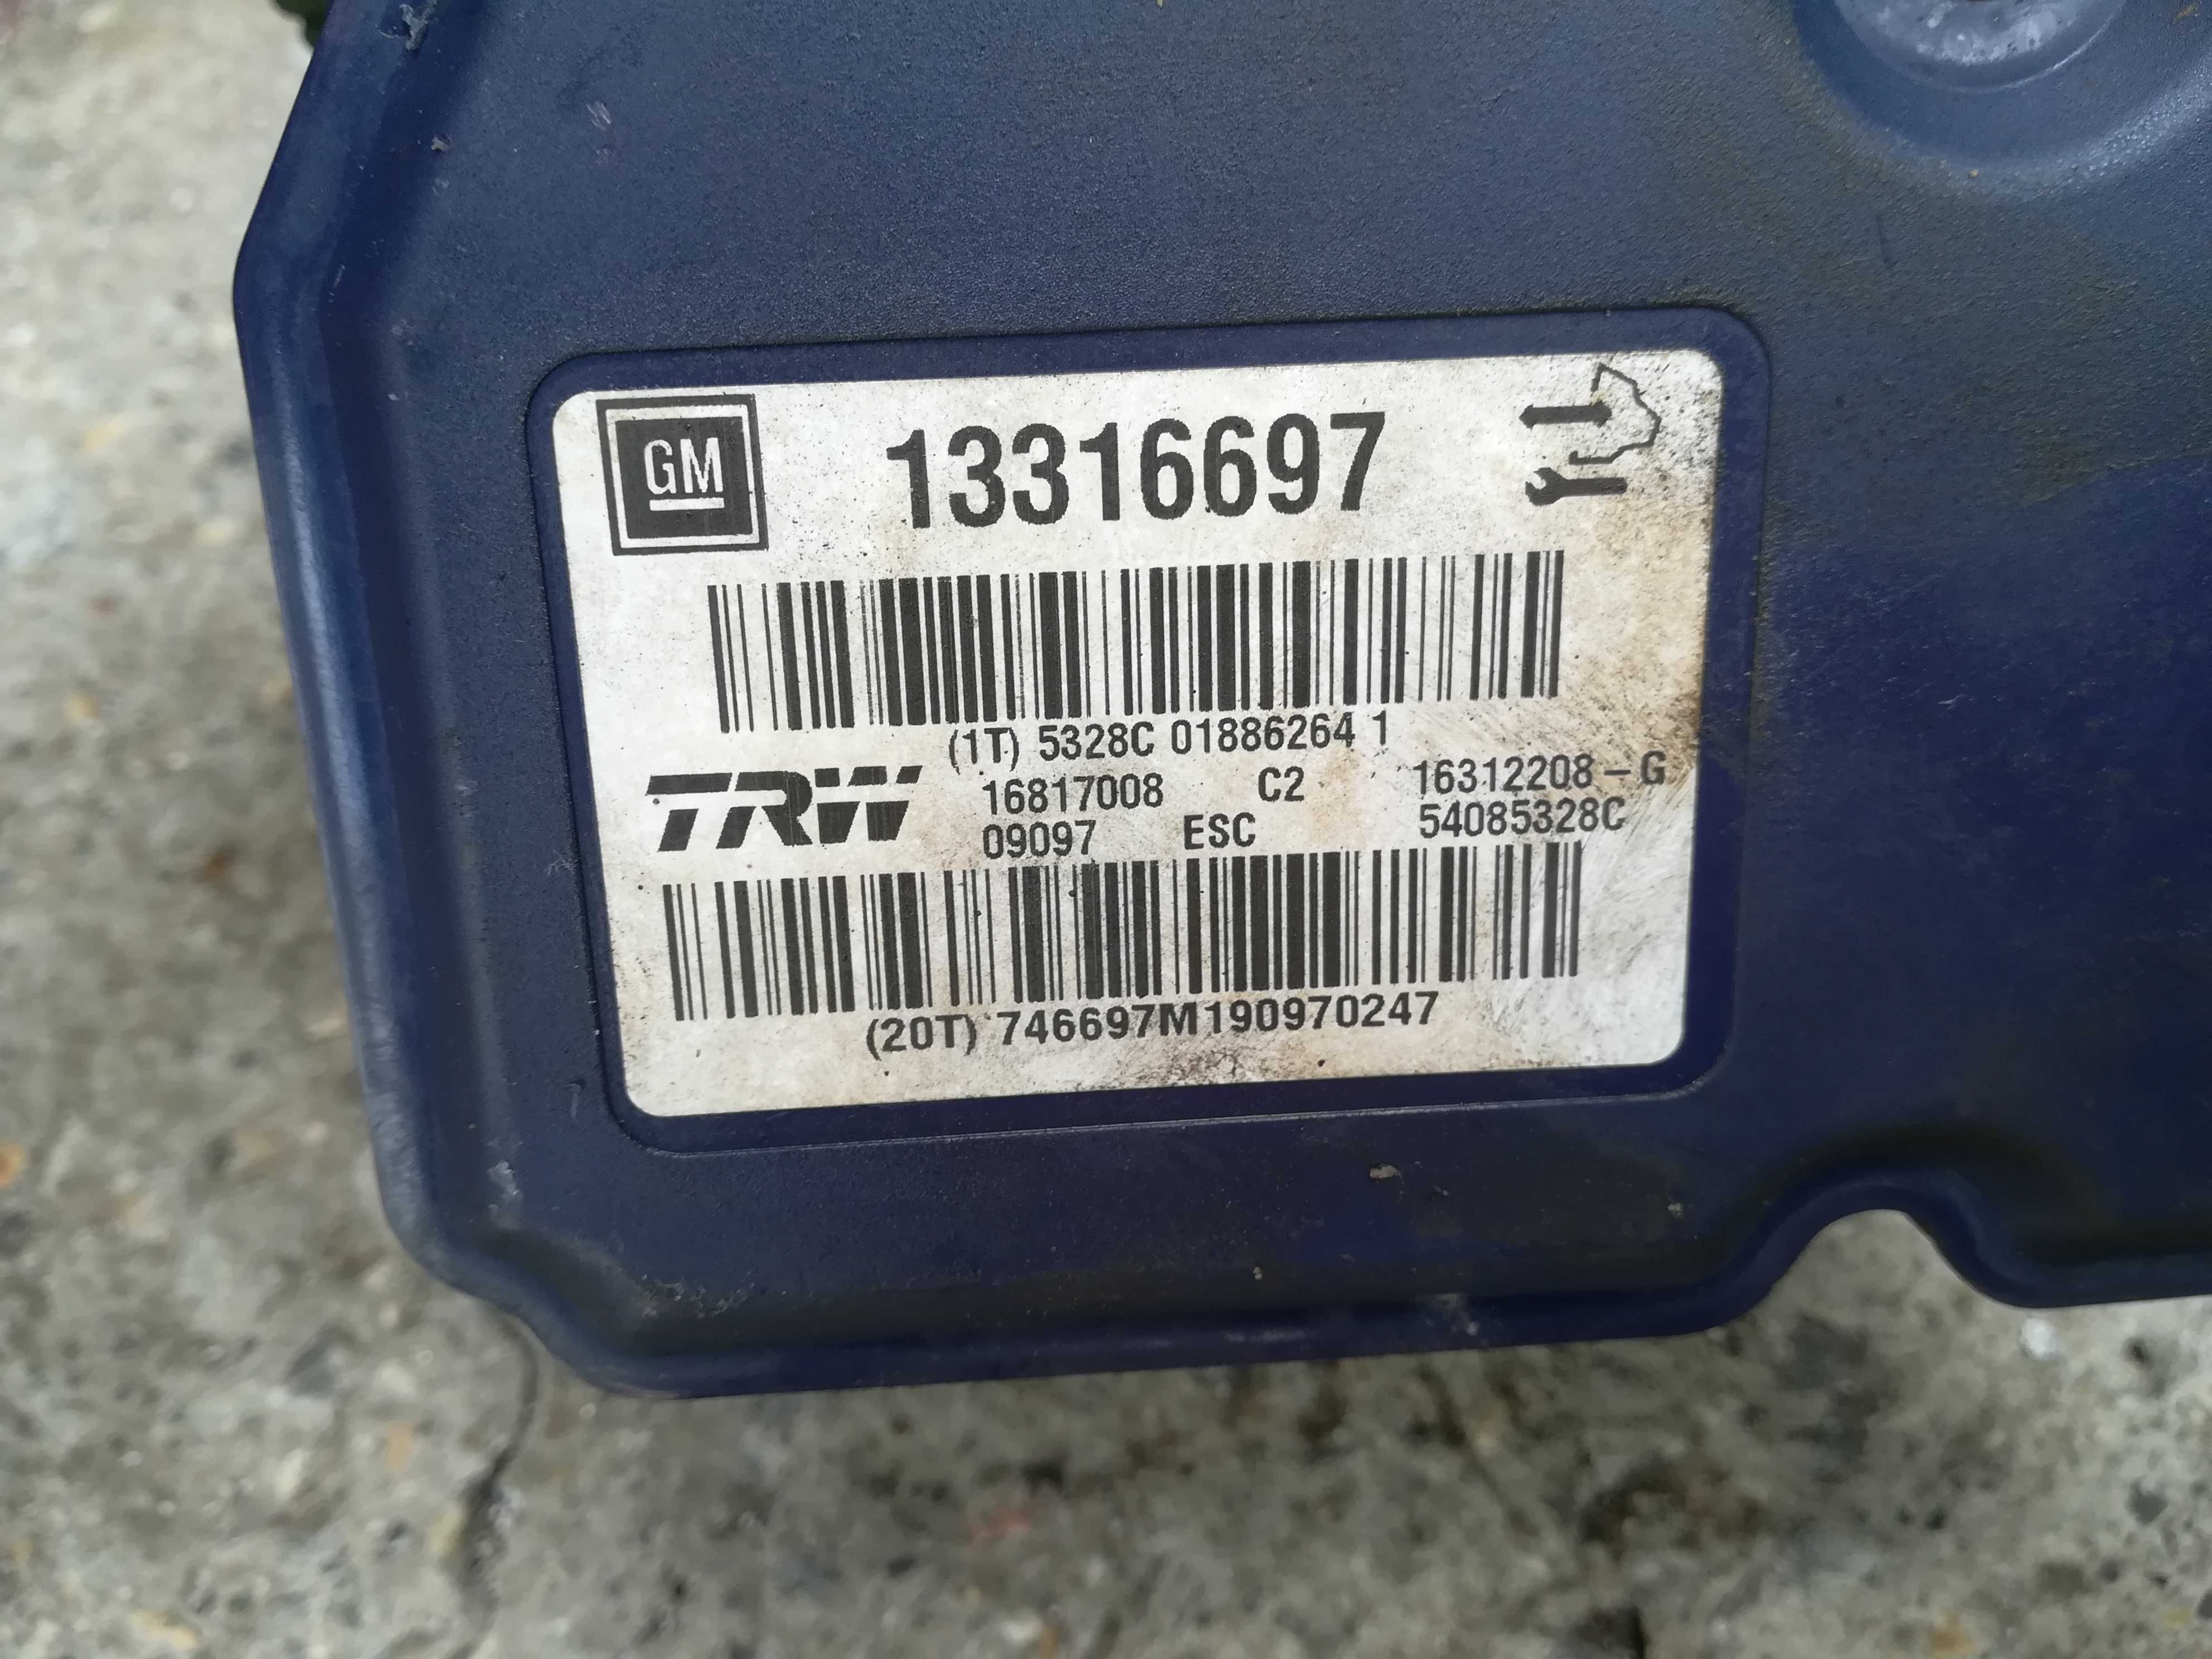 GM 13316697
(1T) 5328C 01886264 1
TRW 16817008 C2 16312208-G
09097 ESC 54085328C
(20T) 746697M190970247